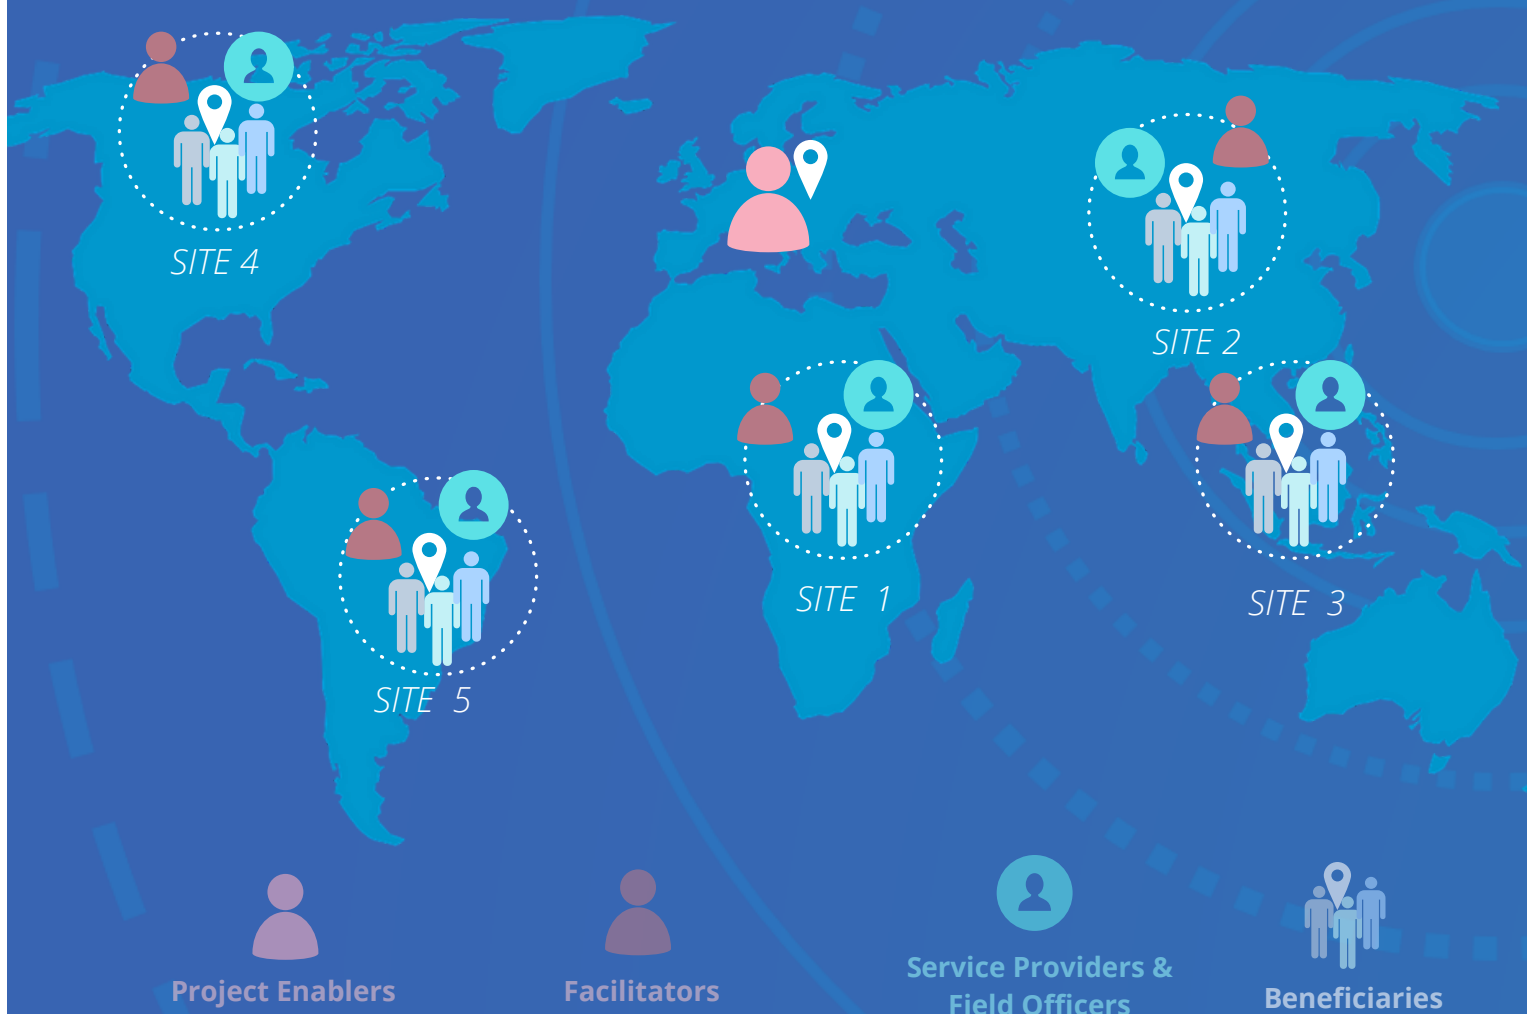 SITE 4
SITE 2
SITE 1
SITE 3
SITE 5
Project Enablers
Facilitators
Service Providers &
Field Officers
Beneficiaries